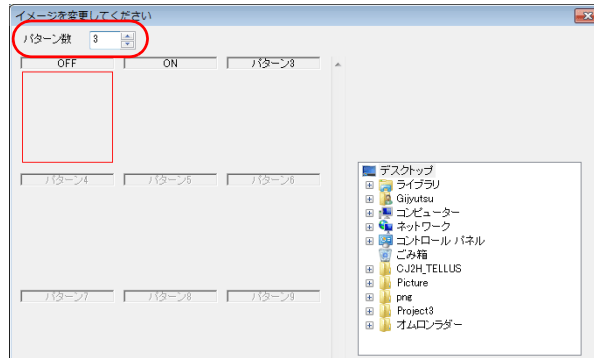 イメージを変更してください
パターン数 3
OFF ON パターン3
パターン4 パターン5 パターン6
パターン7 パターン8 パターン9
デスクトップ
ライブラリ
Gijyutsu
コンピューター
ネットワーク
コントロール パネル
ごみ箱
CJ2H_TELLUS
Picture
png
Project3
オムロンラダー